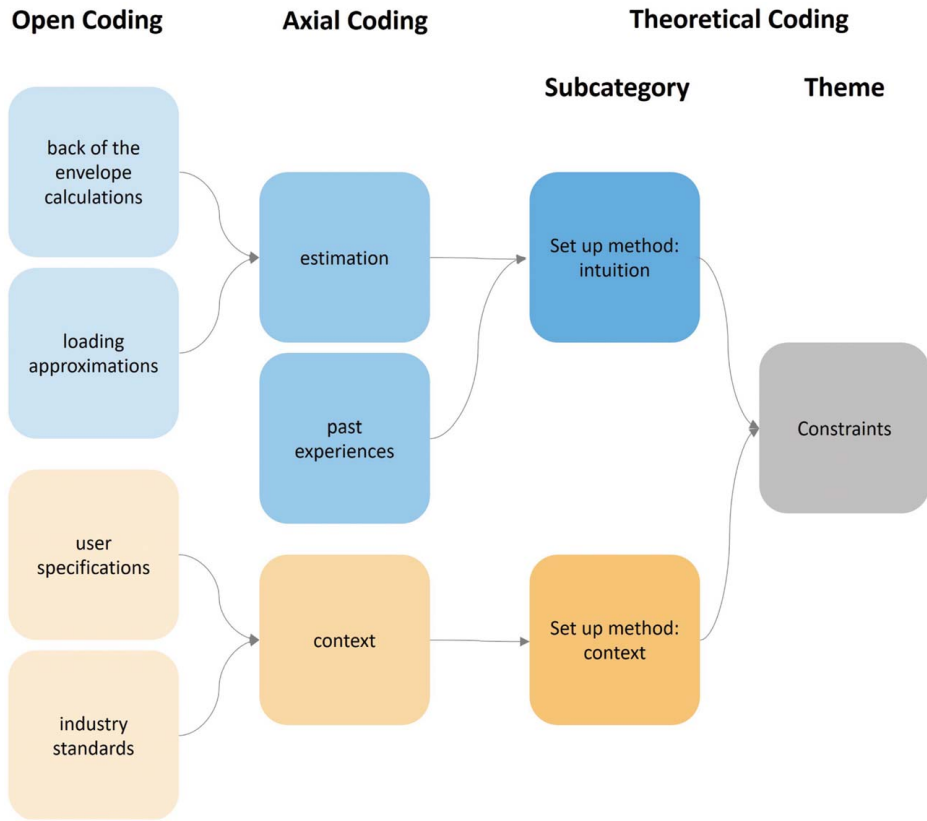 Open Coding
Axial Coding
Theoretical Coding
Subcategory
Theme
back of the
envelope
calculations
loading
approximations
user
specifications
industry
standards
estimation
past
experiences
context
Set up method:
intuition
Set up method:
context
Constraints